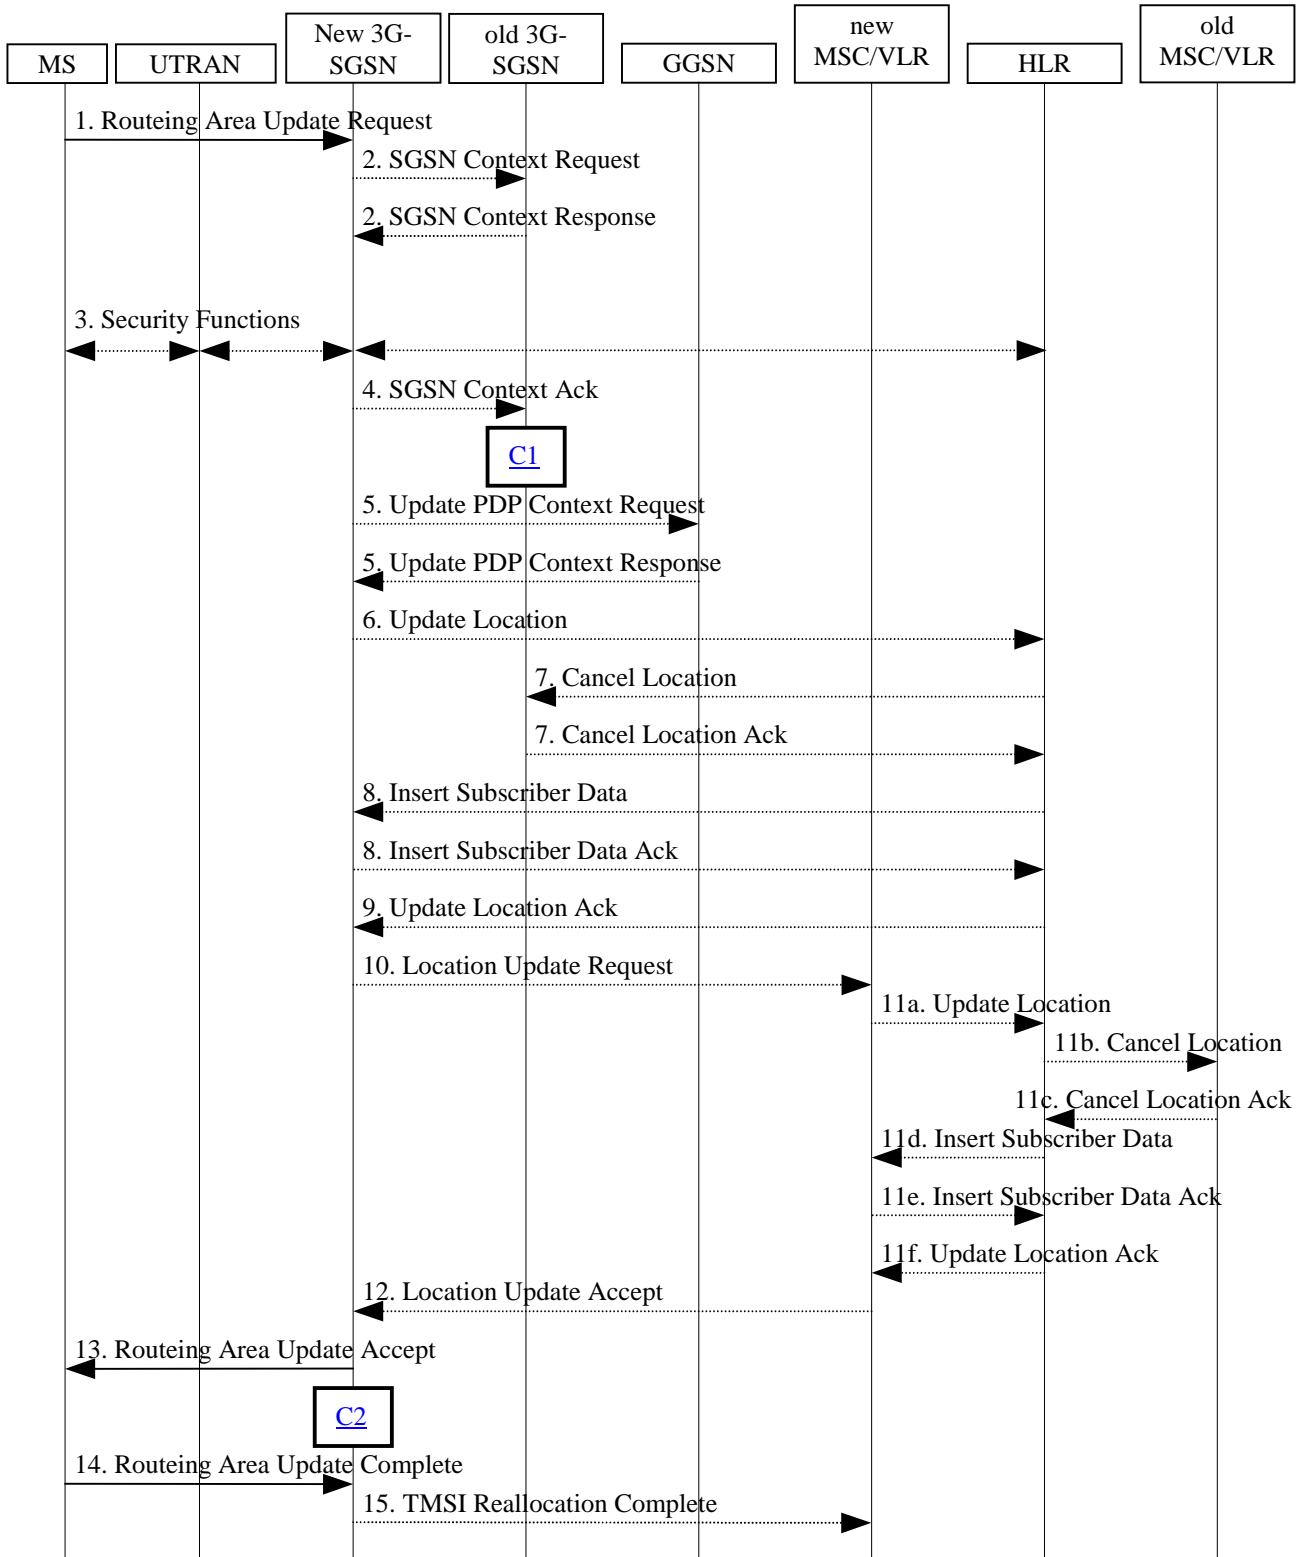 MS
UTRAN
New 3G-
SGSN
old 3G-
SGSN
GGSN
new
MSC/VLR
HLR
old
MSC/VLR
1. Routeing Area Update Request
2. SGSN Context Request
2. SGSN Context Response
3. Security Functions
4. SGSN Context Ack
C1
5. Update PDP Context Request
5. Update PDP Context Response
6. Update Location
7. Cancel Location
7. Cancel Location Ack
8. Insert Subscriber Data
8. Insert Subscriber Data Ack
9. Update Location Ack
10. Location Update Request
11a. Update Location
11b. Cancel Location
11c. Cancel Location Ack
11d. Insert Subscriber Data
11e. Insert Subscriber Data Ack
11f. Update Location Ack
12. Location Update Accept
13. Routeing Area Update Accept
C2
14. Routeing Area Update Complete
15. TMSI Reallocation Complete